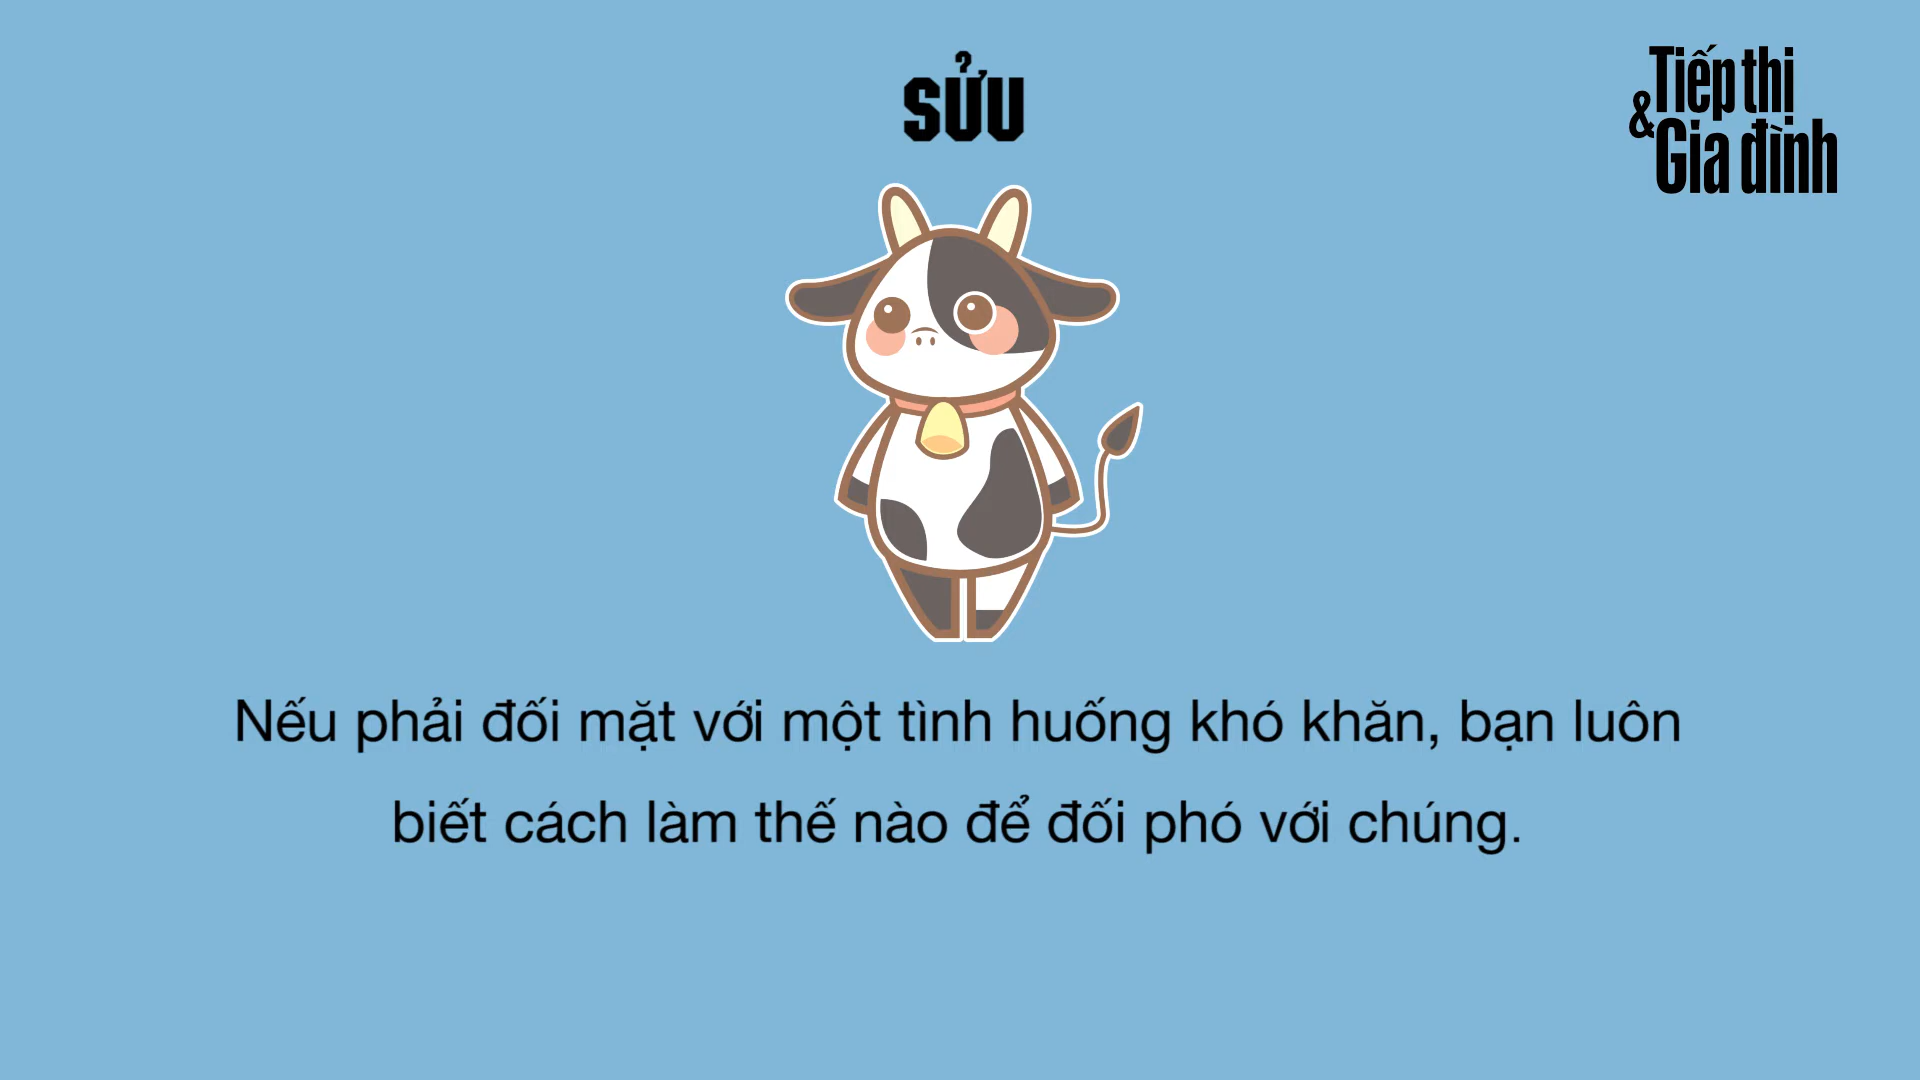 SỬU
Tiếp thị
& Gia đình
Nếu phải đối mặt với một tình huống khó khăn, bạn luôn
biết cách làm thế nào để đối phó với chúng.